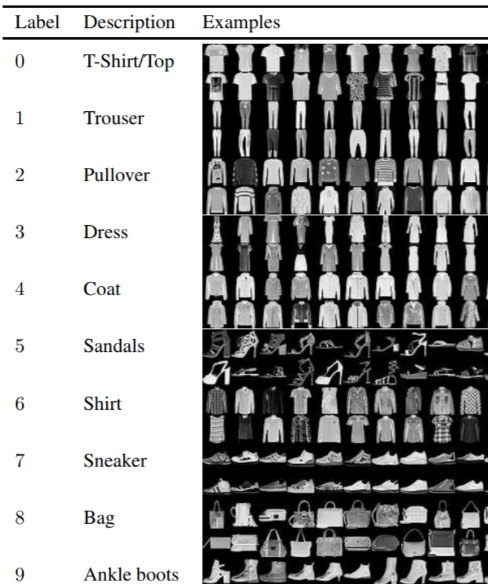 Label Description Examples
0 T-Shirt/Top
1 Trouser
2 Pullover
3 Dress
4 Coat
5 Sandals
6 Shirt
7 Sneaker
8 Bag
9 Ankle boots